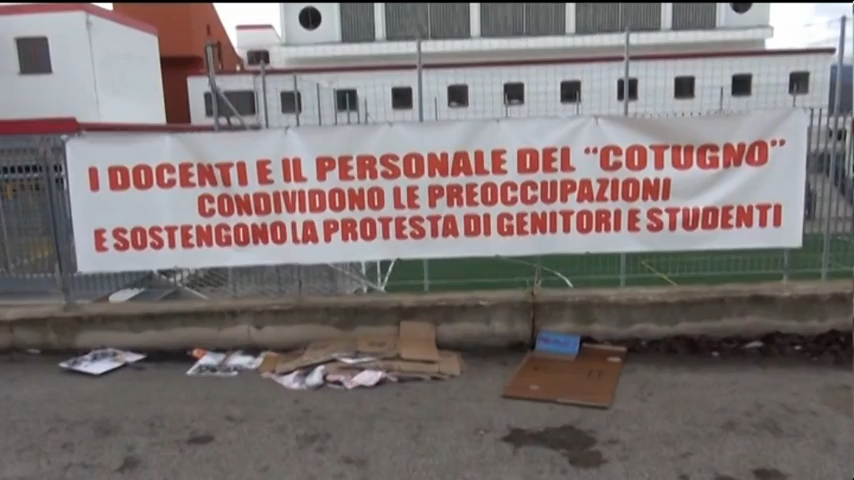 I DOCENTI E IL PERSONALE DEL “COTUGNO”
CONDIVIDONO LE PREOCCUPAZIONI
E SOSTENGONO LA PROTESTA DI GENITORI E STUDENTI